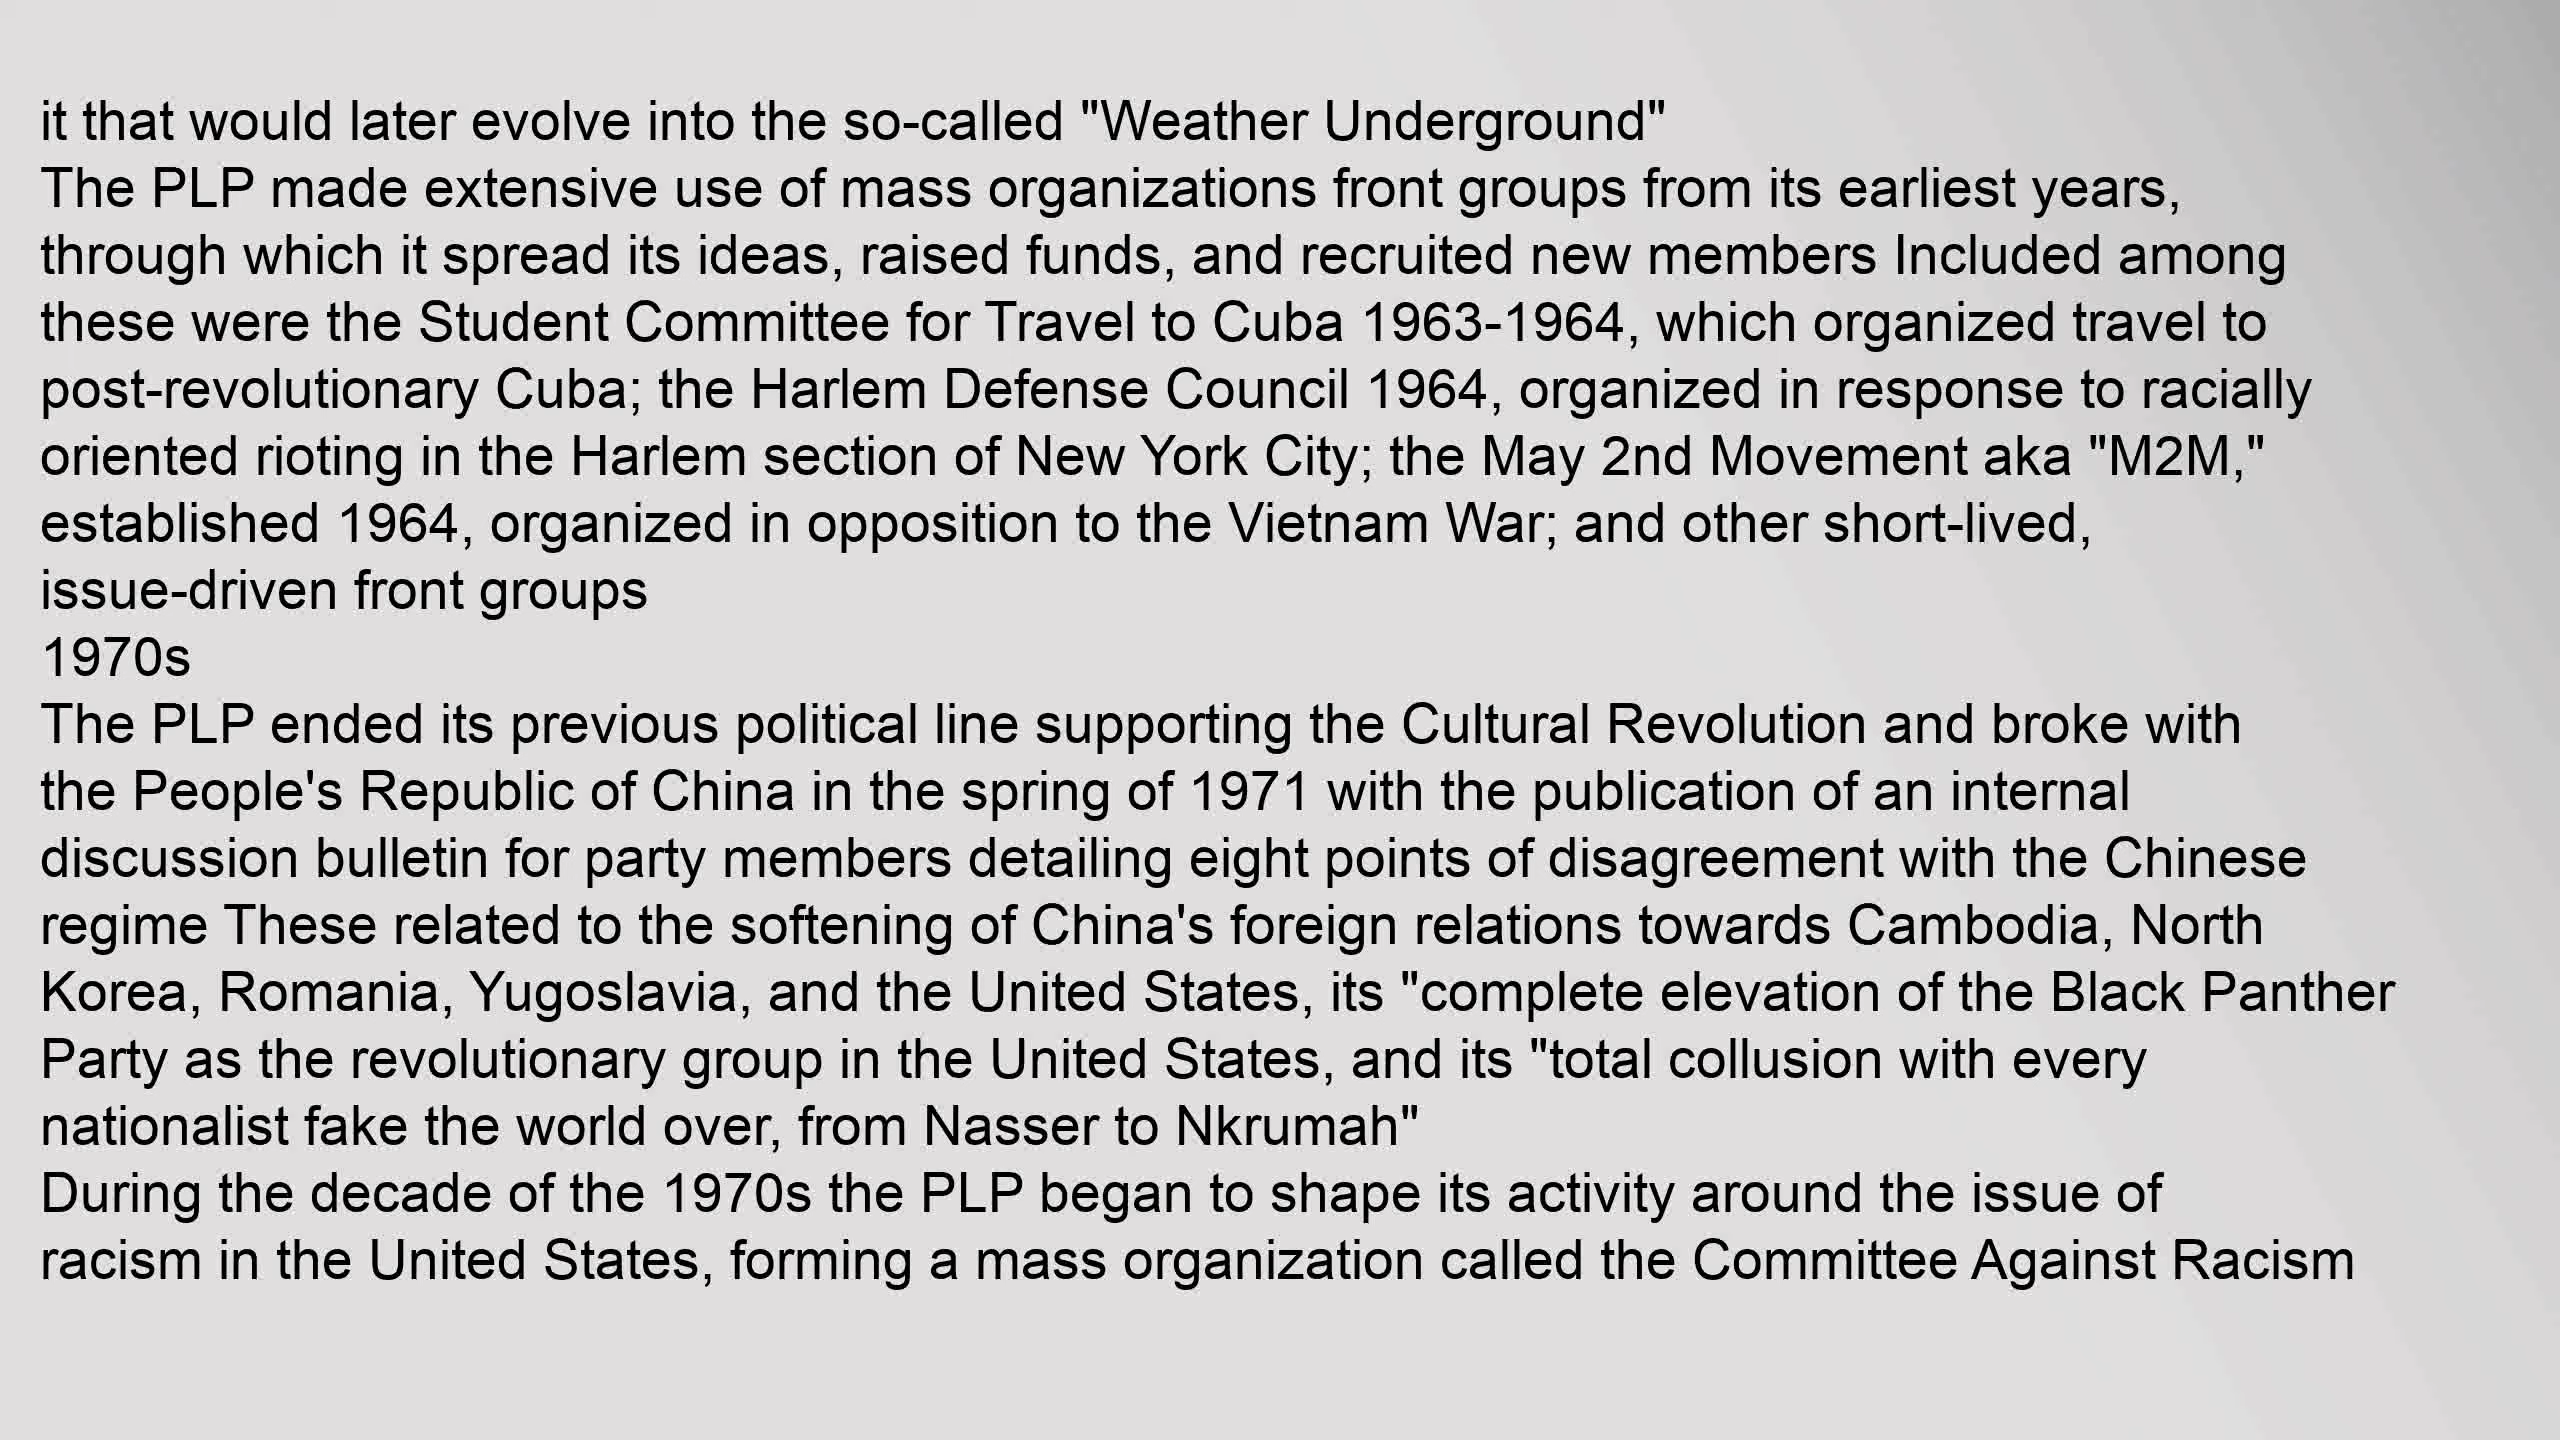 it that would later evolve into the so-called "Weather Underground"
The PLP made extensive use of mass organizations front groups from its earliest years,
through which it spread its ideas, raised funds, and recruited new members Included among
these were the Student Committee for Travel to Cuba 1963-1964, which organized travel to
post-revolutionary Cuba; the Harlem Defense Council 1964, organized in response to racially
oriented rioting in the Harlem section of New York City; the May 2nd Movement aka "M2M,"
established 1964, organized in opposition to the Vietnam War; and other short-lived,
issue-driven front groups
1970s
The PLP ended its previous political line supporting the Cultural Revolution and broke with
the People's Republic of China in the spring of 1971 with the publication of an internal
discussion bulletin for party members detailing eight points of disagreement with the Chinese
regime These related to the softening of China's foreign relations towards Cambodia, North
Korea, Romania, Yugoslavia, and the United States, its "complete elevation of the Black Panther
Party as the revolutionary group in the United States, and its "total collusion with every
nationalist fake the world over, from Nasser to Nkrumah"
During the decade of the 1970s the PLP began to shape its activity around the issue of
racism in the United States, forming a mass organization called the Committee Against Racism